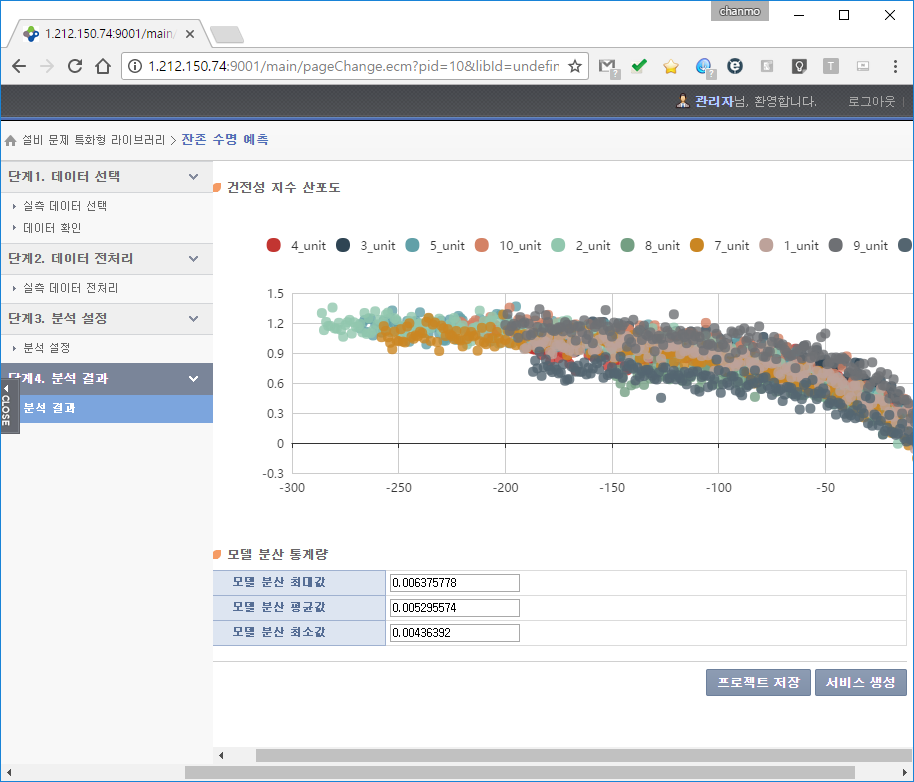 chanmo
1.212.150.74:9001/main/
1.212.150.74:9001/main/pageChange.ecm?pid=10&libId=undefin
관리자님, 환영합니다. 로그아웃 |
설비 문제 특화형 라이브러리 > 잔존 수명 예측
단계1. 데이터 선택
실측 데이터 선택
데이터 확인
단계2. 데이터 전처리
실측 데이터 전처리
단계3. 분석 설정
분석 설정
단계4. 분석 결과
분석 결과
CLOSE
건전성 지수 산포도
4_unit 3_unit 5_unit 10_unit 2_unit 8_unit 7_unit 1_unit 9_unit
1.5
1.2
0.9
0.6
0.3
0
-0.3
-300 -250 -200 -150 -100 -50
모델 분산 통계량
모델 분산 최대값 0.006375778
모델 분산 평균값 0.005295574
모델 분산 최소값 0.00436392
프로젝트 저장 서비스 생성